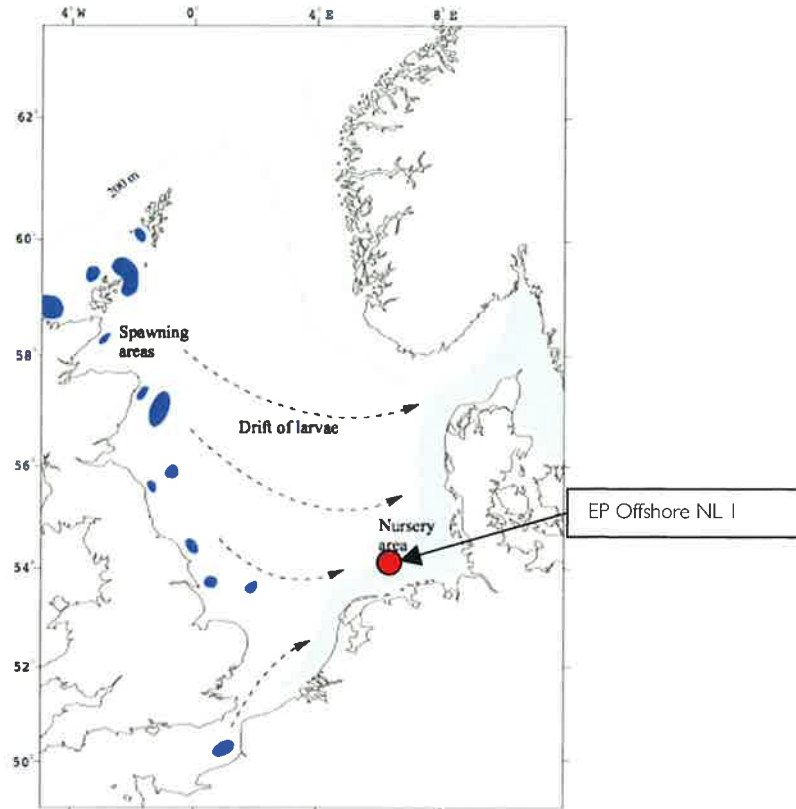 4° W 0° 4° E 8° E
62°
200 m
60°
Spawning
areas
58°
Drift of larvae
56°
EP Offshore NL 1
Nursery
area
54°
52°
50°